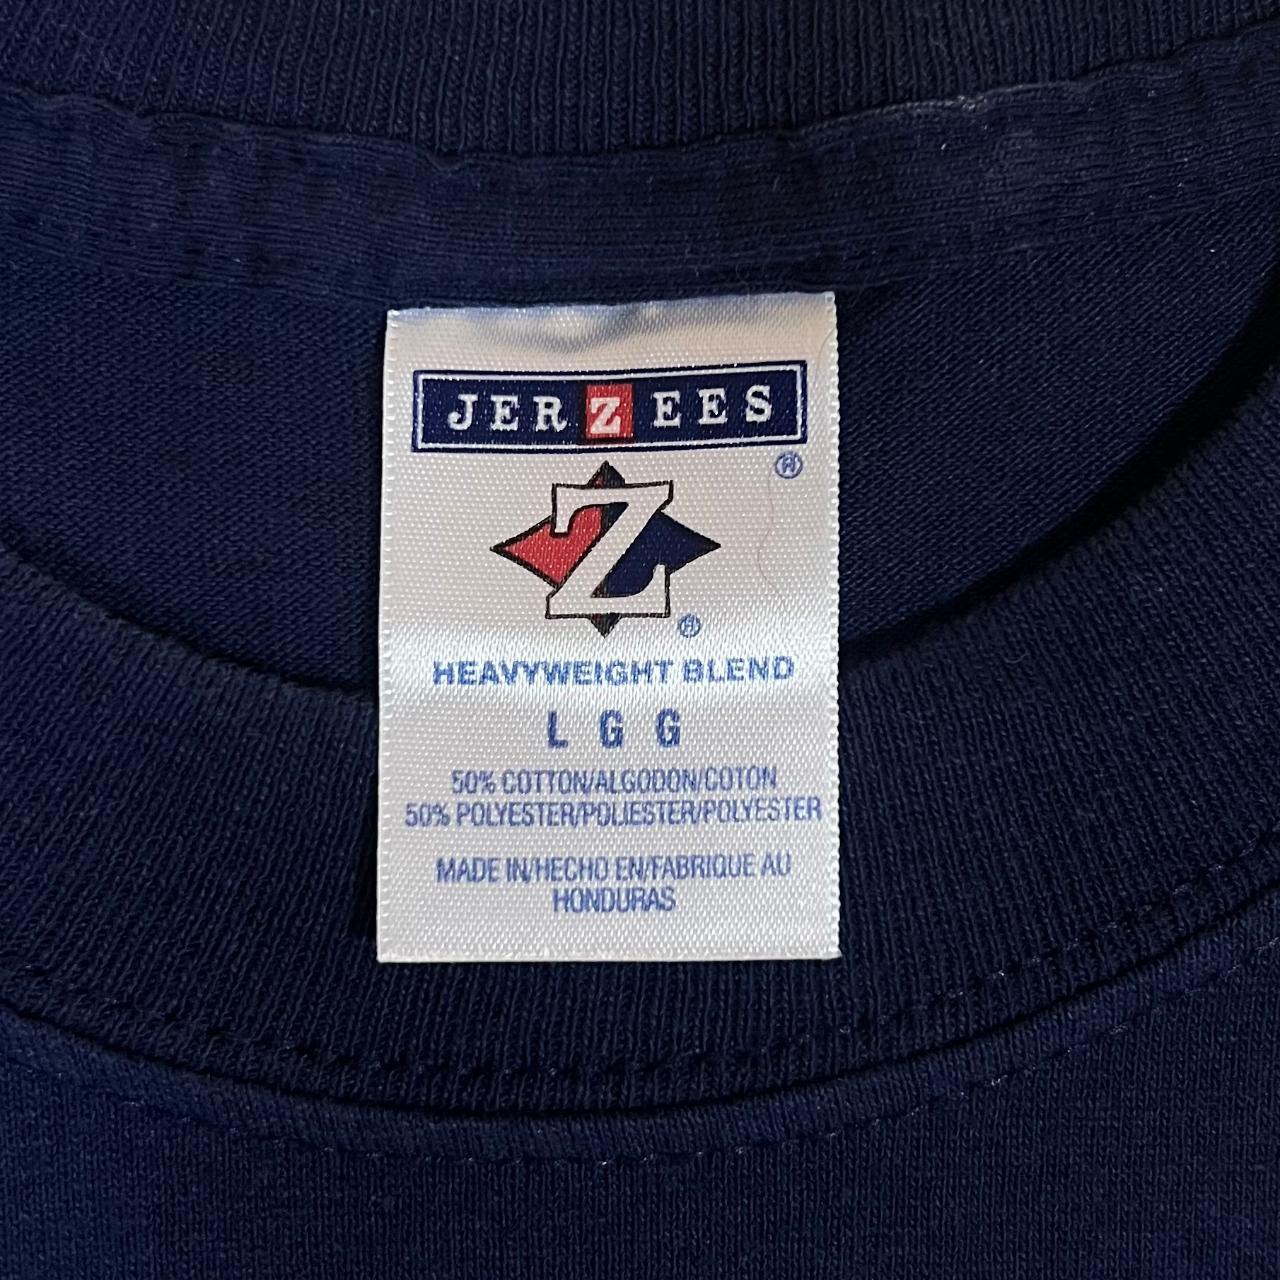 JERZEES
®
Z
®
HEAVYWEIGHT BLEND
L G G
50% COTTON/ALGODON/COTON
50% POLYESTER/POLIESTER/POLYESTER
MADE IN/HECHO EN/FABRIQUE AU
HONDURAS